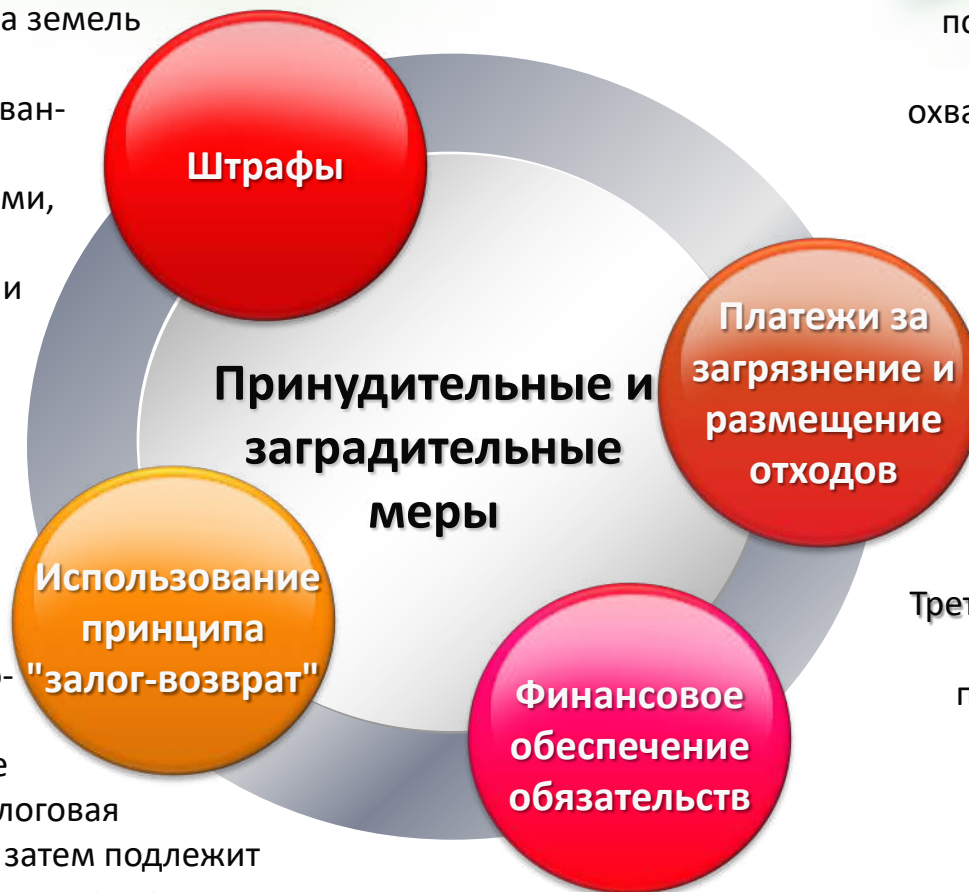 а земель
ван-
ми,
и
по
охва
Штрафы
Платежи за
загрязнение и
размещение
отходов
Принудительные и
заградительные
меры
Использование
принципа
"залог-возврат"
Финансовое
обеспечение
обязательств
Трет
п
-
е
логовая
затем подлежит